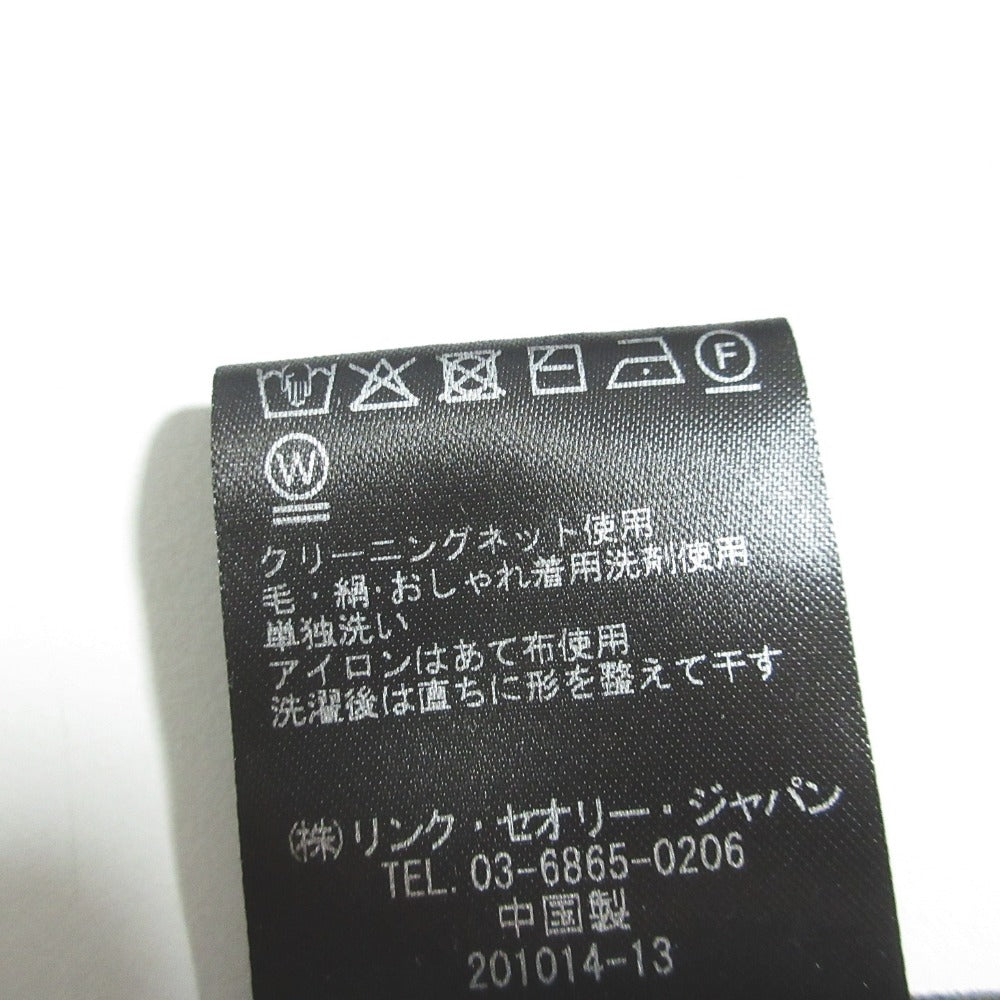 F
W
クリーニングネット使用
毛・絹・おしゃれ着用洗剤使用
単独洗い
アイロンはあて布使用
洗濯後は直ちに形を整えて干す
㈱リンク・セオリー・ジャパン
TEL. 03-6865-0206
中国製
201014-13